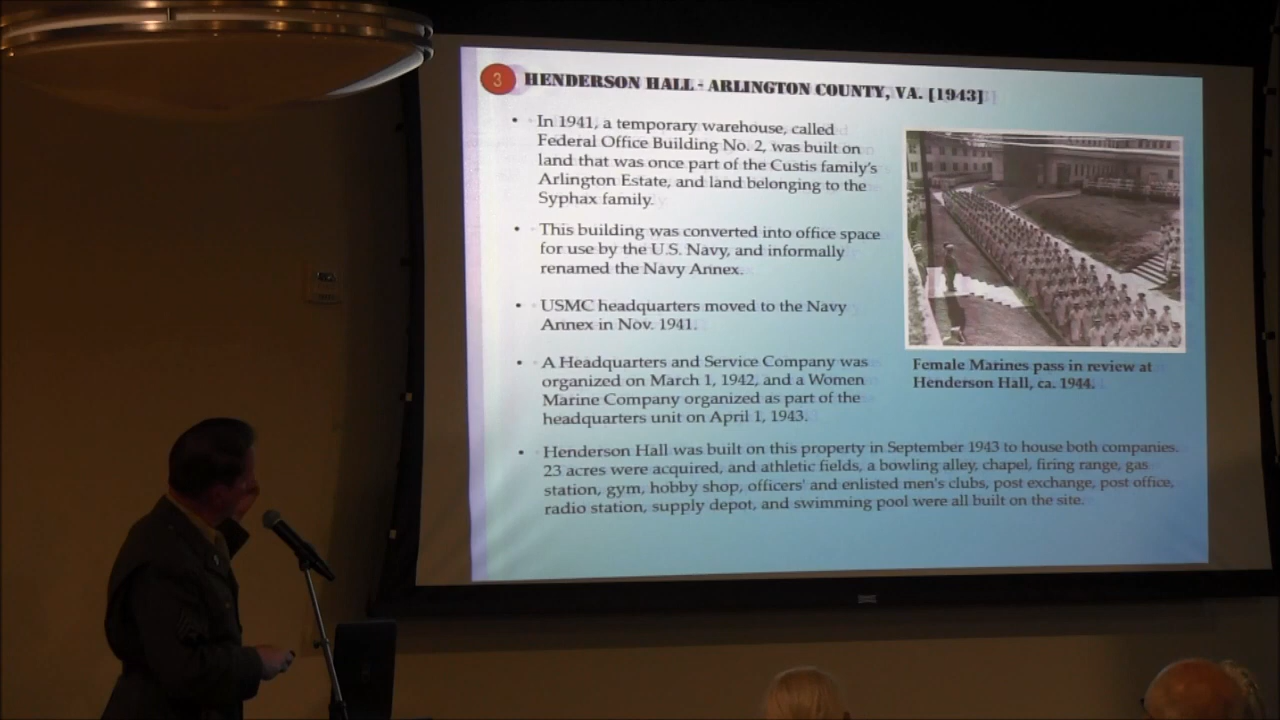 3 HENDERSON HALL - ARLINGTON COUNTY, VA. [1943]
• In 1941, a temporary warehouse, called
Federal Office Building No. 2, was built on
land that was once part of the Custis family's
Arlington Estate, and land belonging to the
Syphax family.
• This building was converted into office space
for use by the U.S. Navy, and informally
renamed the Navy Annex.
• USMC headquarters moved to the Navy
Annex in Nov. 1941.
• A Headquarters and Service Company was
organized on March 1, 1942, and a Women
Marine Company organized as part of the
headquarters unit on April 1, 1943.
Female Marines pass in review at
Henderson Hall, ca. 1944.
• Henderson Hall was built on this property in September 1943 to house both companies.
23 acres were acquired, and athletic fields, a bowling alley, chapel, firing range, gas
station, gym, hobby shop, officers' and enlisted men's clubs, post exchange, post office,
radio station, supply depot, and swimming pool were all built on the site.